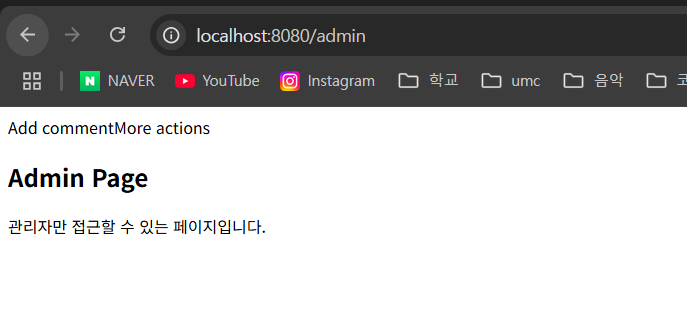 localhost:8080/admin
NAVER YouTube Instagram 학교 umc 음악
Add commentMore actions
Admin Page
관리자만 접근할 수 있는 페이지입니다.